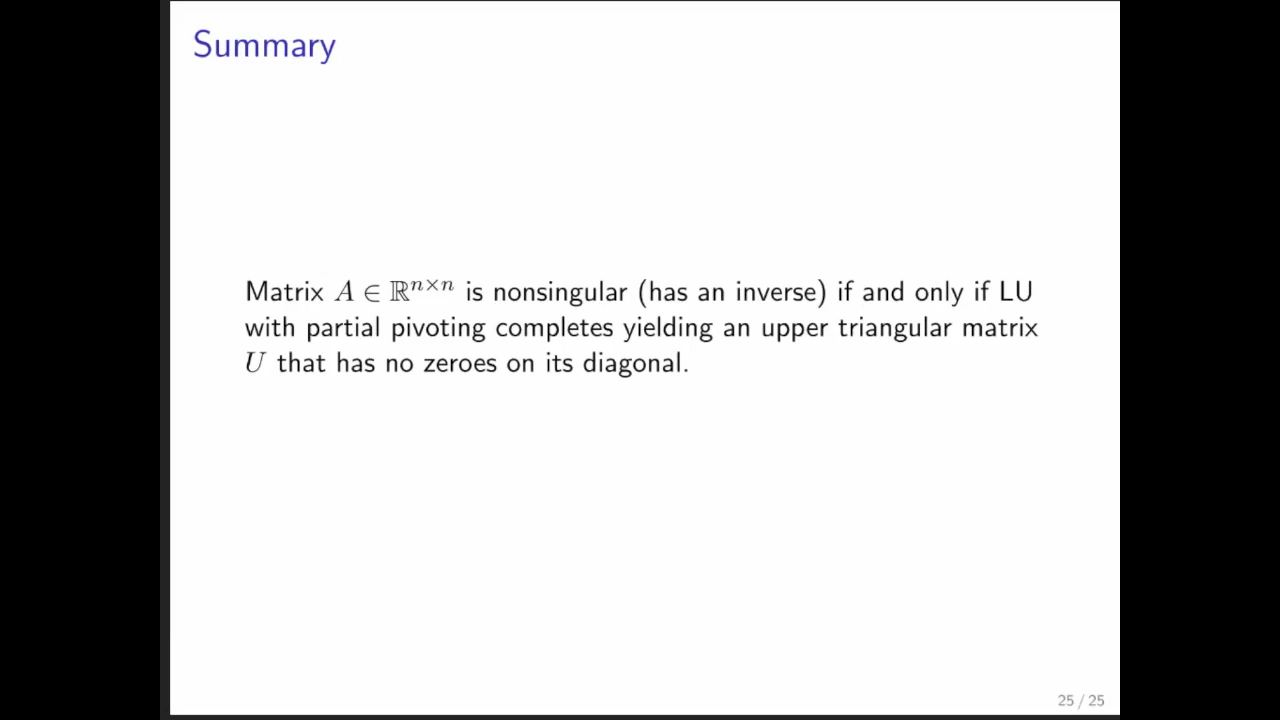 Summary
Matrix A ∈ ℝⁿˣⁿ is nonsingular (has an inverse) if and only if LU
with partial pivoting completes yielding an upper triangular matrix
U that has no zeroes on its diagonal.
25 / 25